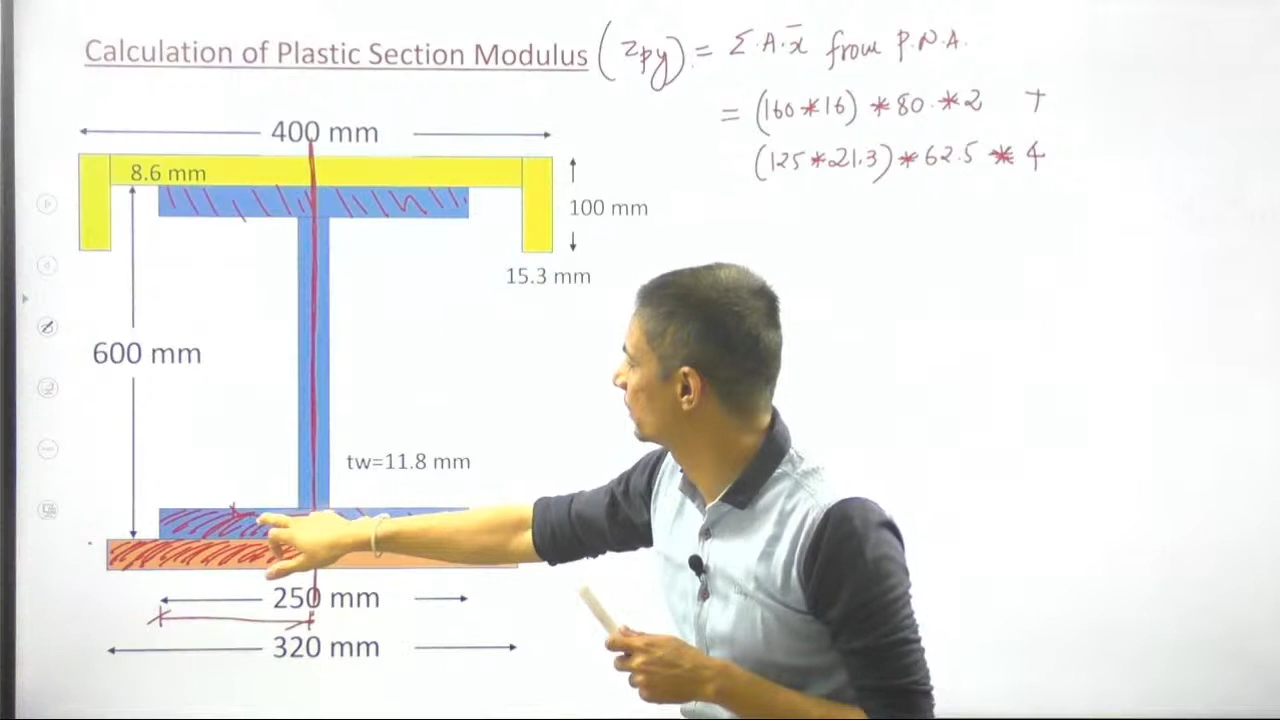 Calculation of Plastic Section Modulus (Zpy) = Σ.A.x̄ from P.N.A.
= (160*16) *80.*2 +
(125*21.3)*62.5 *4
400 mm
8.6 mm
100 mm
15.3 mm
600 mm
tw=11.8 mm
250 mm
320 mm